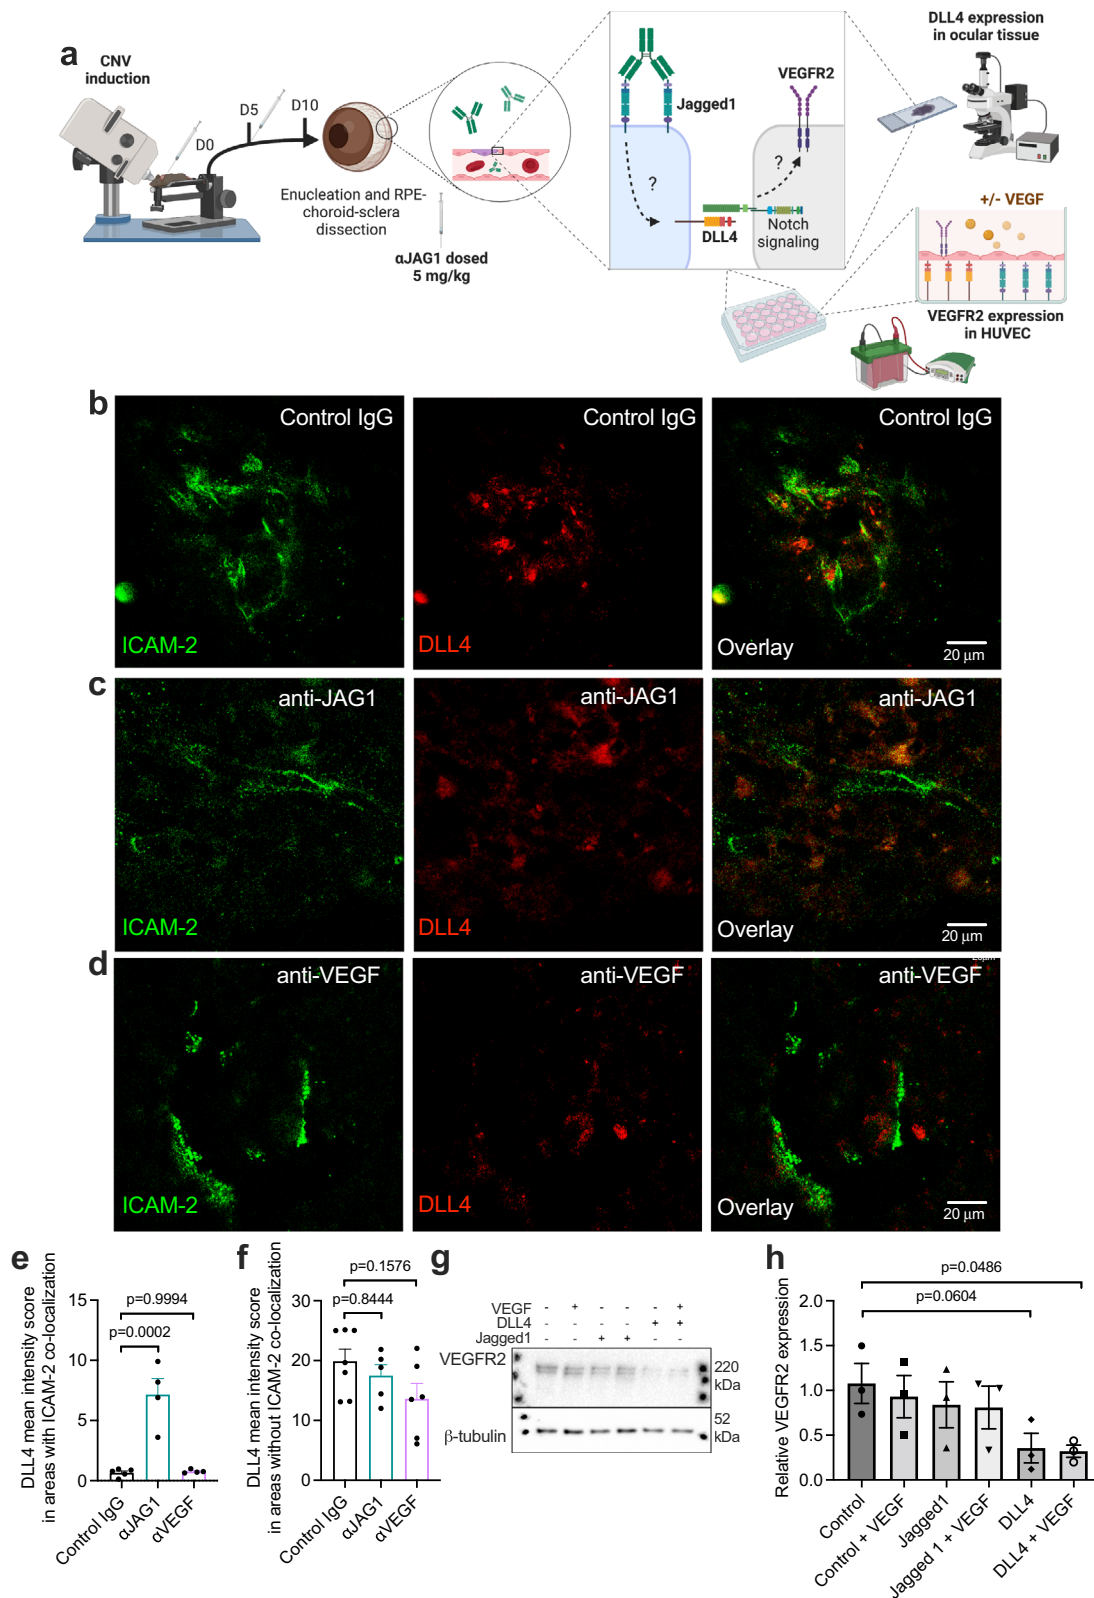 a
CNV
induction
D0
D5
D10
Enucleation and RPE-
choroid-sclera
dissection
αJAG1 dosed
5 mg/kg
Jagged1
VEGFR2
?
?
DLL4
Notch
signaling
DLL4 expression
in ocular tissue
+/- VEGF
VEGFR2 expression
in HUVEC
b
Control IgG
ICAM-2
Control IgG
DLL4
Control IgG
Overlay
20 μm
c
anti-JAG1
ICAM-2
anti-JAG1
DLL4
anti-JAG1
Overlay
20 μm
20μm
d
anti-VEGF
ICAM-2
anti-VEGF
DLL4
anti-VEGF
Overlay
20 μm
e
DLL4 mean intensity score
in areas with ICAM-2 co-localization
15
10
5
0
p=0.9994
p=0.0002
Control IgG
αJAG1
αVEGF
f
DLL4 mean intensity score
in areas without ICAM-2 co-localization
30
20
10
0
p=0.1576
p=0.8444
Control IgG
αJAG1
αVEGF
g
VEGF - + - - - +
DLL4 - - - - + +
Jagged1 - - + + - -
VEGFR2
220
kDa
52
kDa
β-tubulin
h
Relative VEGFR2 expression
2.0
1.5
1.0
0.5
0.0
p=0.0486
p=0.0604
Control
Control + VEGF
Jagged1
Jagged 1 + VEGF
DLL4
DLL4 + VEGF